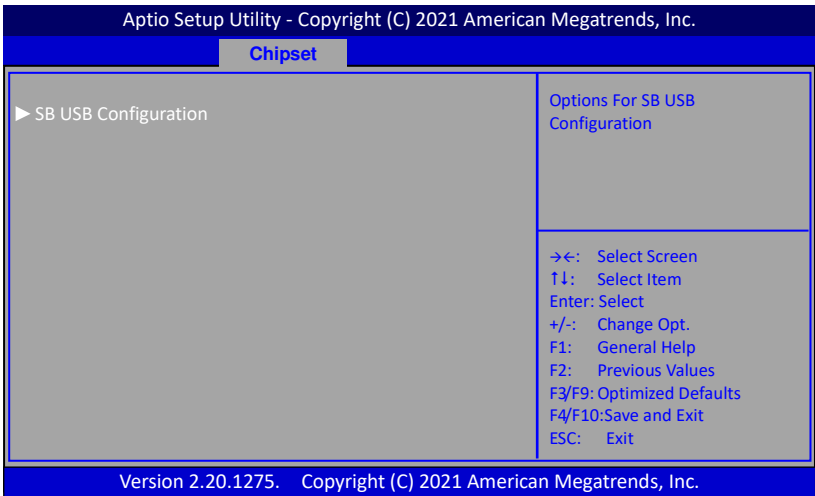 Aptio Setup Utility - Copyright (C) 2021 American Megatrends, Inc.
Chipset
► SB USB Configuration
Options For SB USB
Configuration
→←: Select Screen
↑↓: Select Item
Enter: Select
+/-: Change Opt.
F1: General Help
F2: Previous Values
F3/F9: Optimized Defaults
F4/F10:Save and Exit
ESC: Exit
Version 2.20.1275. Copyright (C) 2021 American Megatrends, Inc.